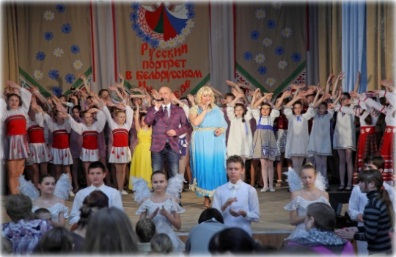 Русский
портрет
в Белорусском